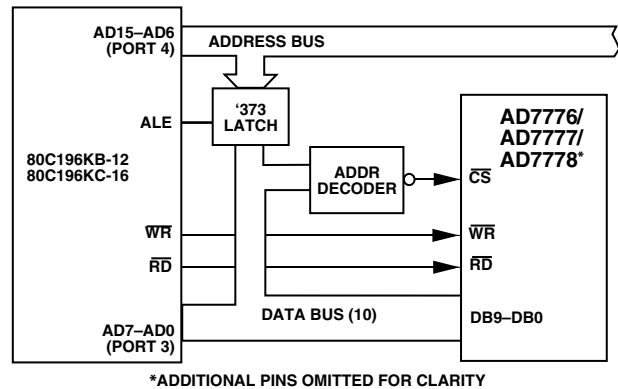 AD15–AD6
(PORT 4)
ADDRESS BUS
'373
LATCH
ALE
AD7776/
AD7777/
AD7778*
80C196KB-12
80C196KC-16
ADDR
DECODER
CS
WR
WR
RD
RD
AD7–AD0
(PORT 3)
DATA BUS (10)
DB9–DB0
*ADDITIONAL PINS OMITTED FOR CLARITY